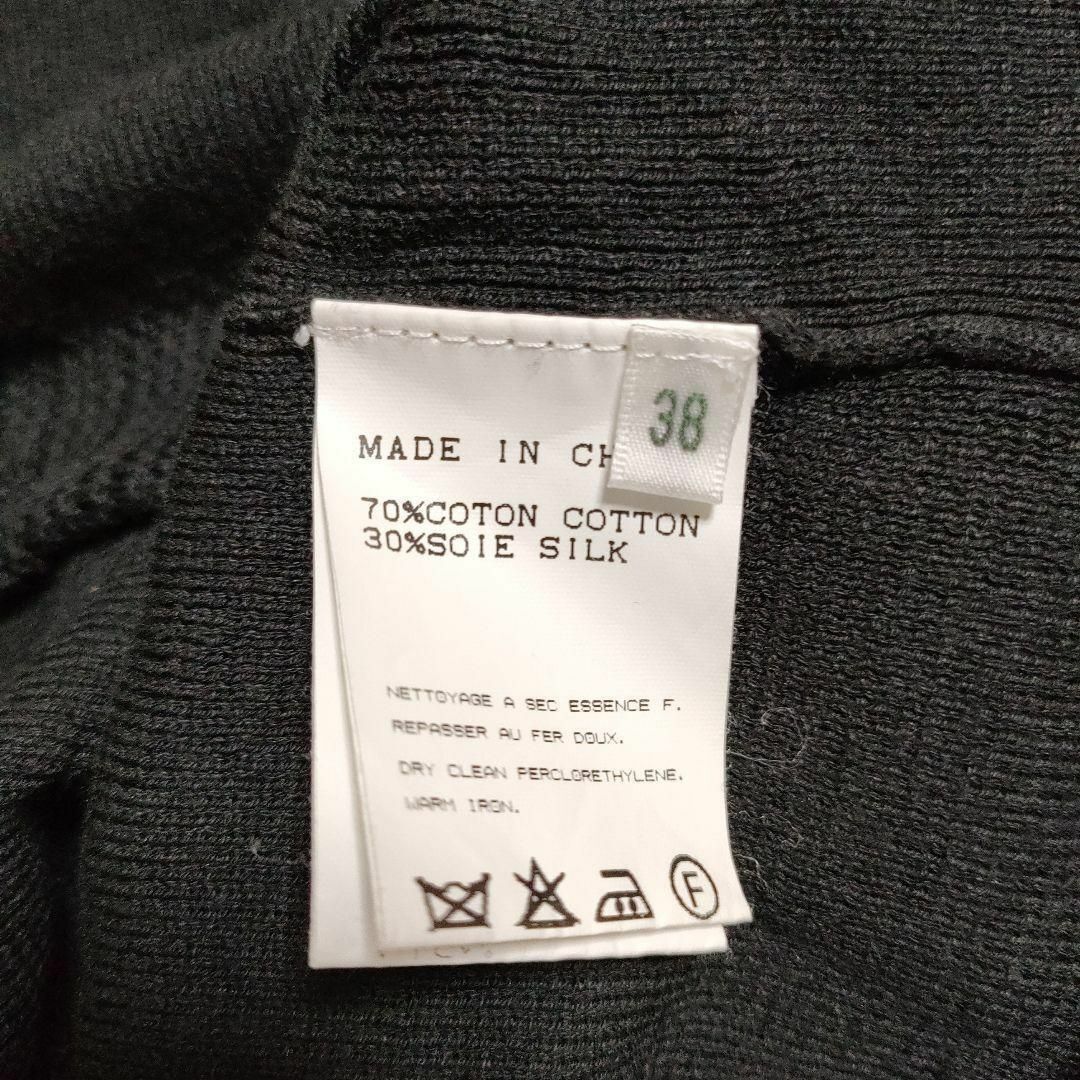 38
MADE IN CH
70%COTON COTTON
30%SOIE SILK
NETTOYAGE A SEC ESSENCE F.
REPASSER AU FER DOUX.
DRY CLEAN PERCLORETHYLENE.
WARM IRON.
F